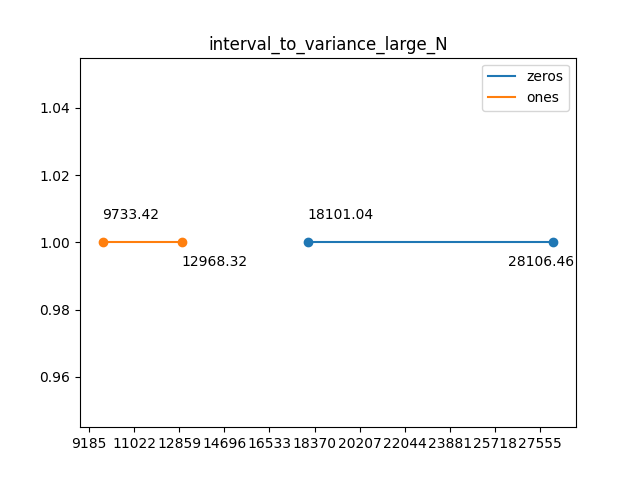 interval_to_variance_large_N
zeros
ones
1.04
1.02
1.00
0.98
0.96
9733.42
18101.04
12968.32
28106.46
9185 11022 12859 14696 16533 18370 20207 22044 23881 25718 27555